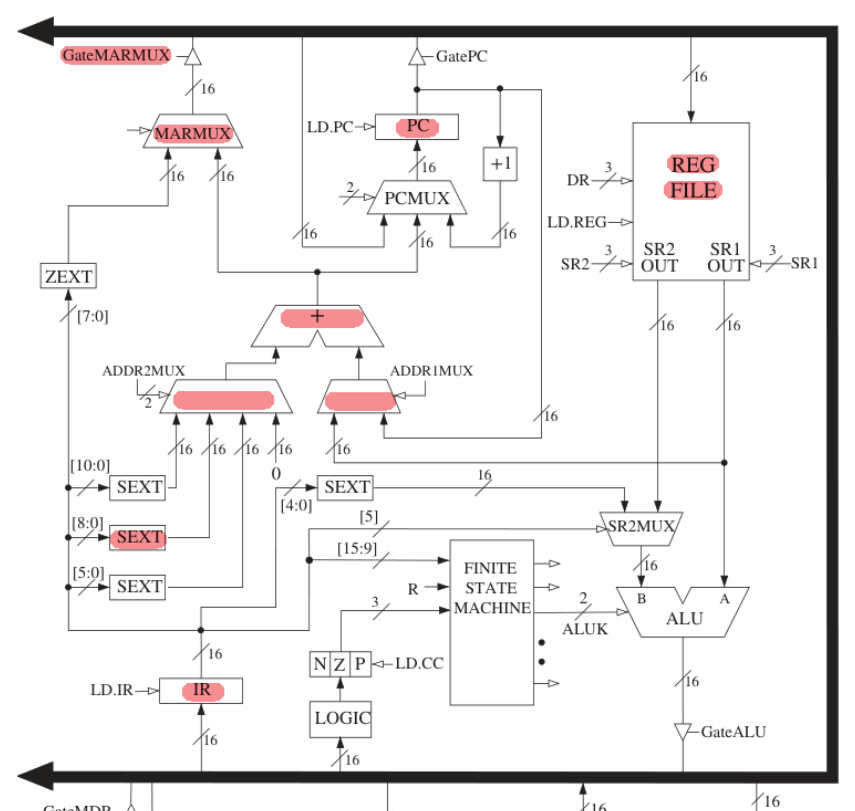 GateMARMUX
GatePC
16
16
MARMUX
LD.PC
PC
16
16
16
+1
2
PCMUX
REG
FILE
DR
3
LD.REG
SR2
3
SR2
OUT
SR1
OUT
3
SR1
16
16
16
ZEXT
[7:0]
+
16
16
ADDR2MUX
2
ADDR1MUX
16
16
16
16
16
16
0
[10:0]
SEXT
[4:0]
SEXT
16
[8:0]
SEXT
[5]
SR2MUX
[15:9]
16
[5:0]
SEXT
R
FINITE
STATE
MACHINE
3
2
ALUK
B
A
ALU
16
N Z P
LD.CC
LD.IR
IR
16
LOGIC
16
16
GateALU
GateMDR
16
16